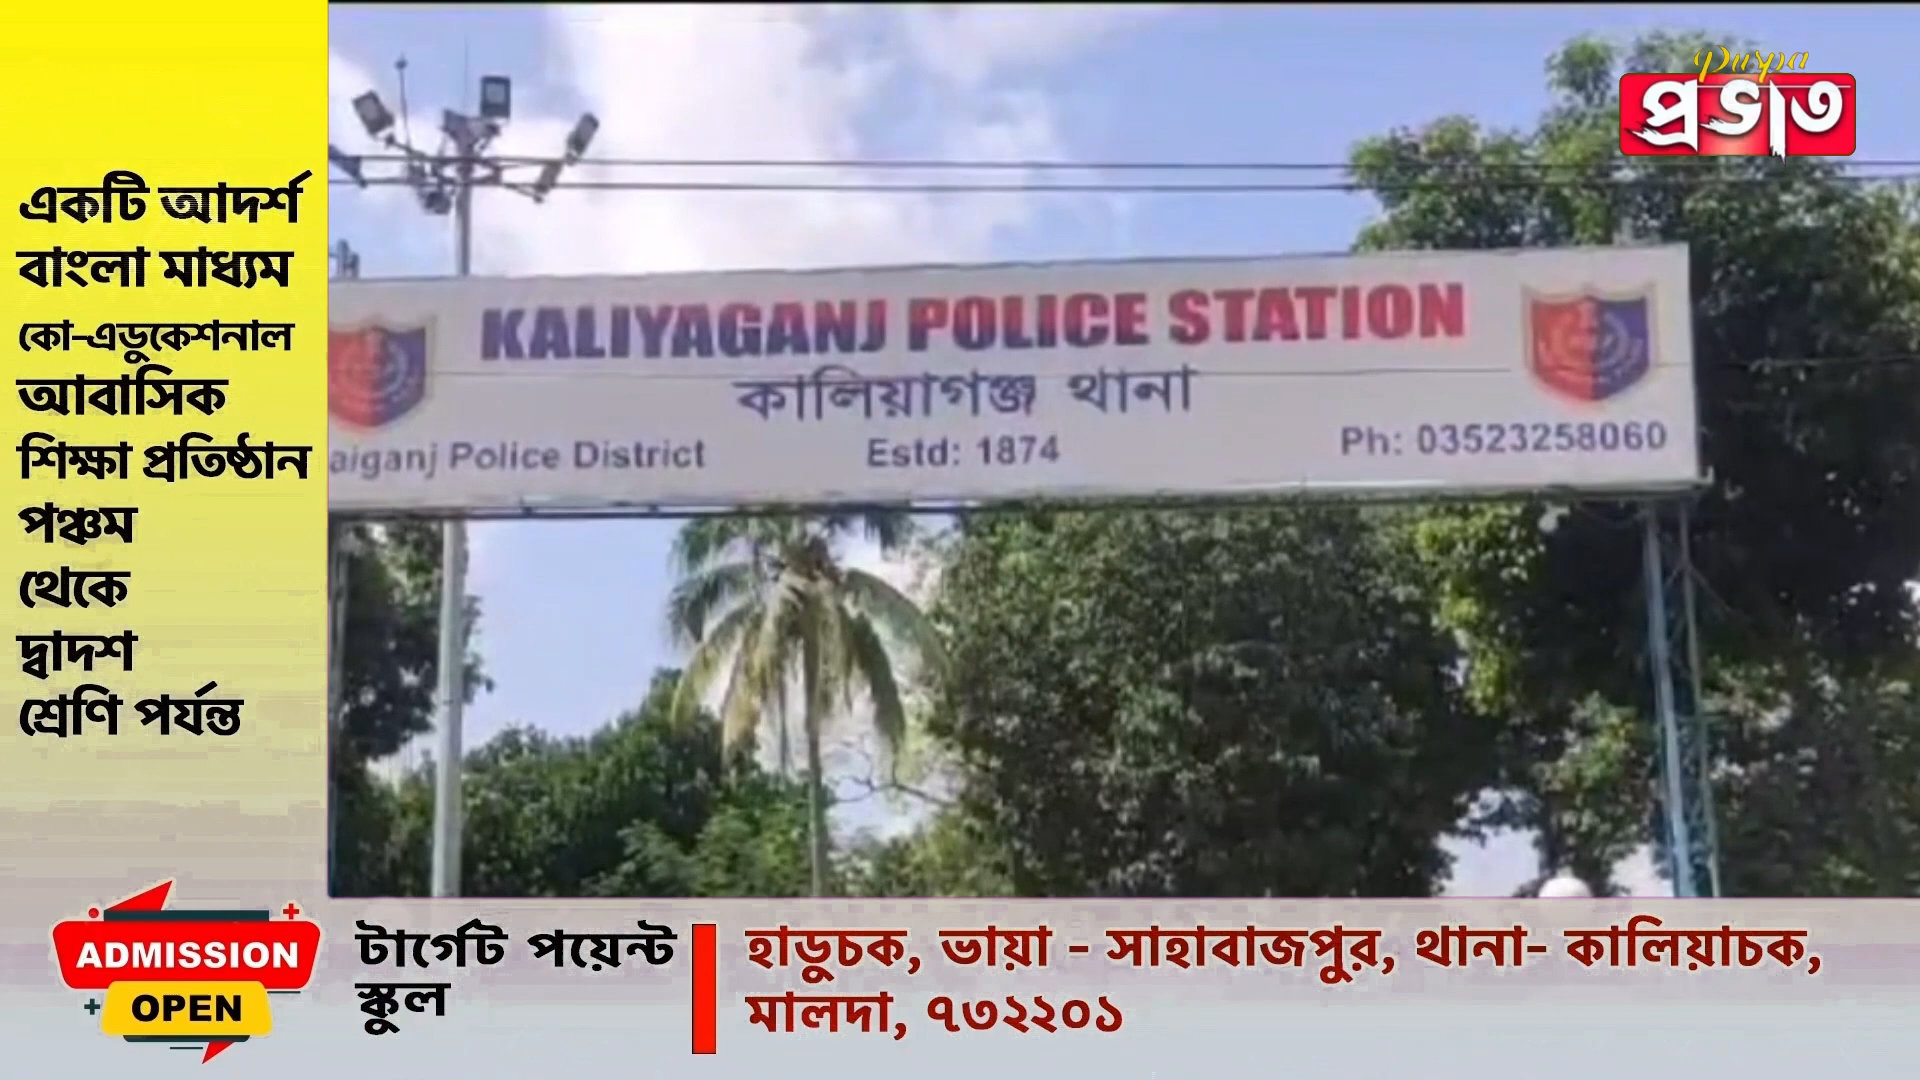 একটি আদর্শ
বাংলা মাধ্যম
কো-এডুকেশনাল
আবাসিক
শিক্ষা প্রতিষ্ঠান
পঞ্চম
থেকে
দ্বাদশ
শ্রেণি পর্যন্ত
Puspa
প্রভাত
KALIYAGANJ POLICE STATION
কালিয়াগঞ্জ থানা
aiganj Police District Estd: 1874 Ph: 03523258060
ADMISSION
OPEN
টার্গেট পয়েন্ট
স্কুল
হাডুচক, ভায়া - সাহাবাজপুর, থানা- কালিয়াচক,
মালদা, ৭৩২২০১